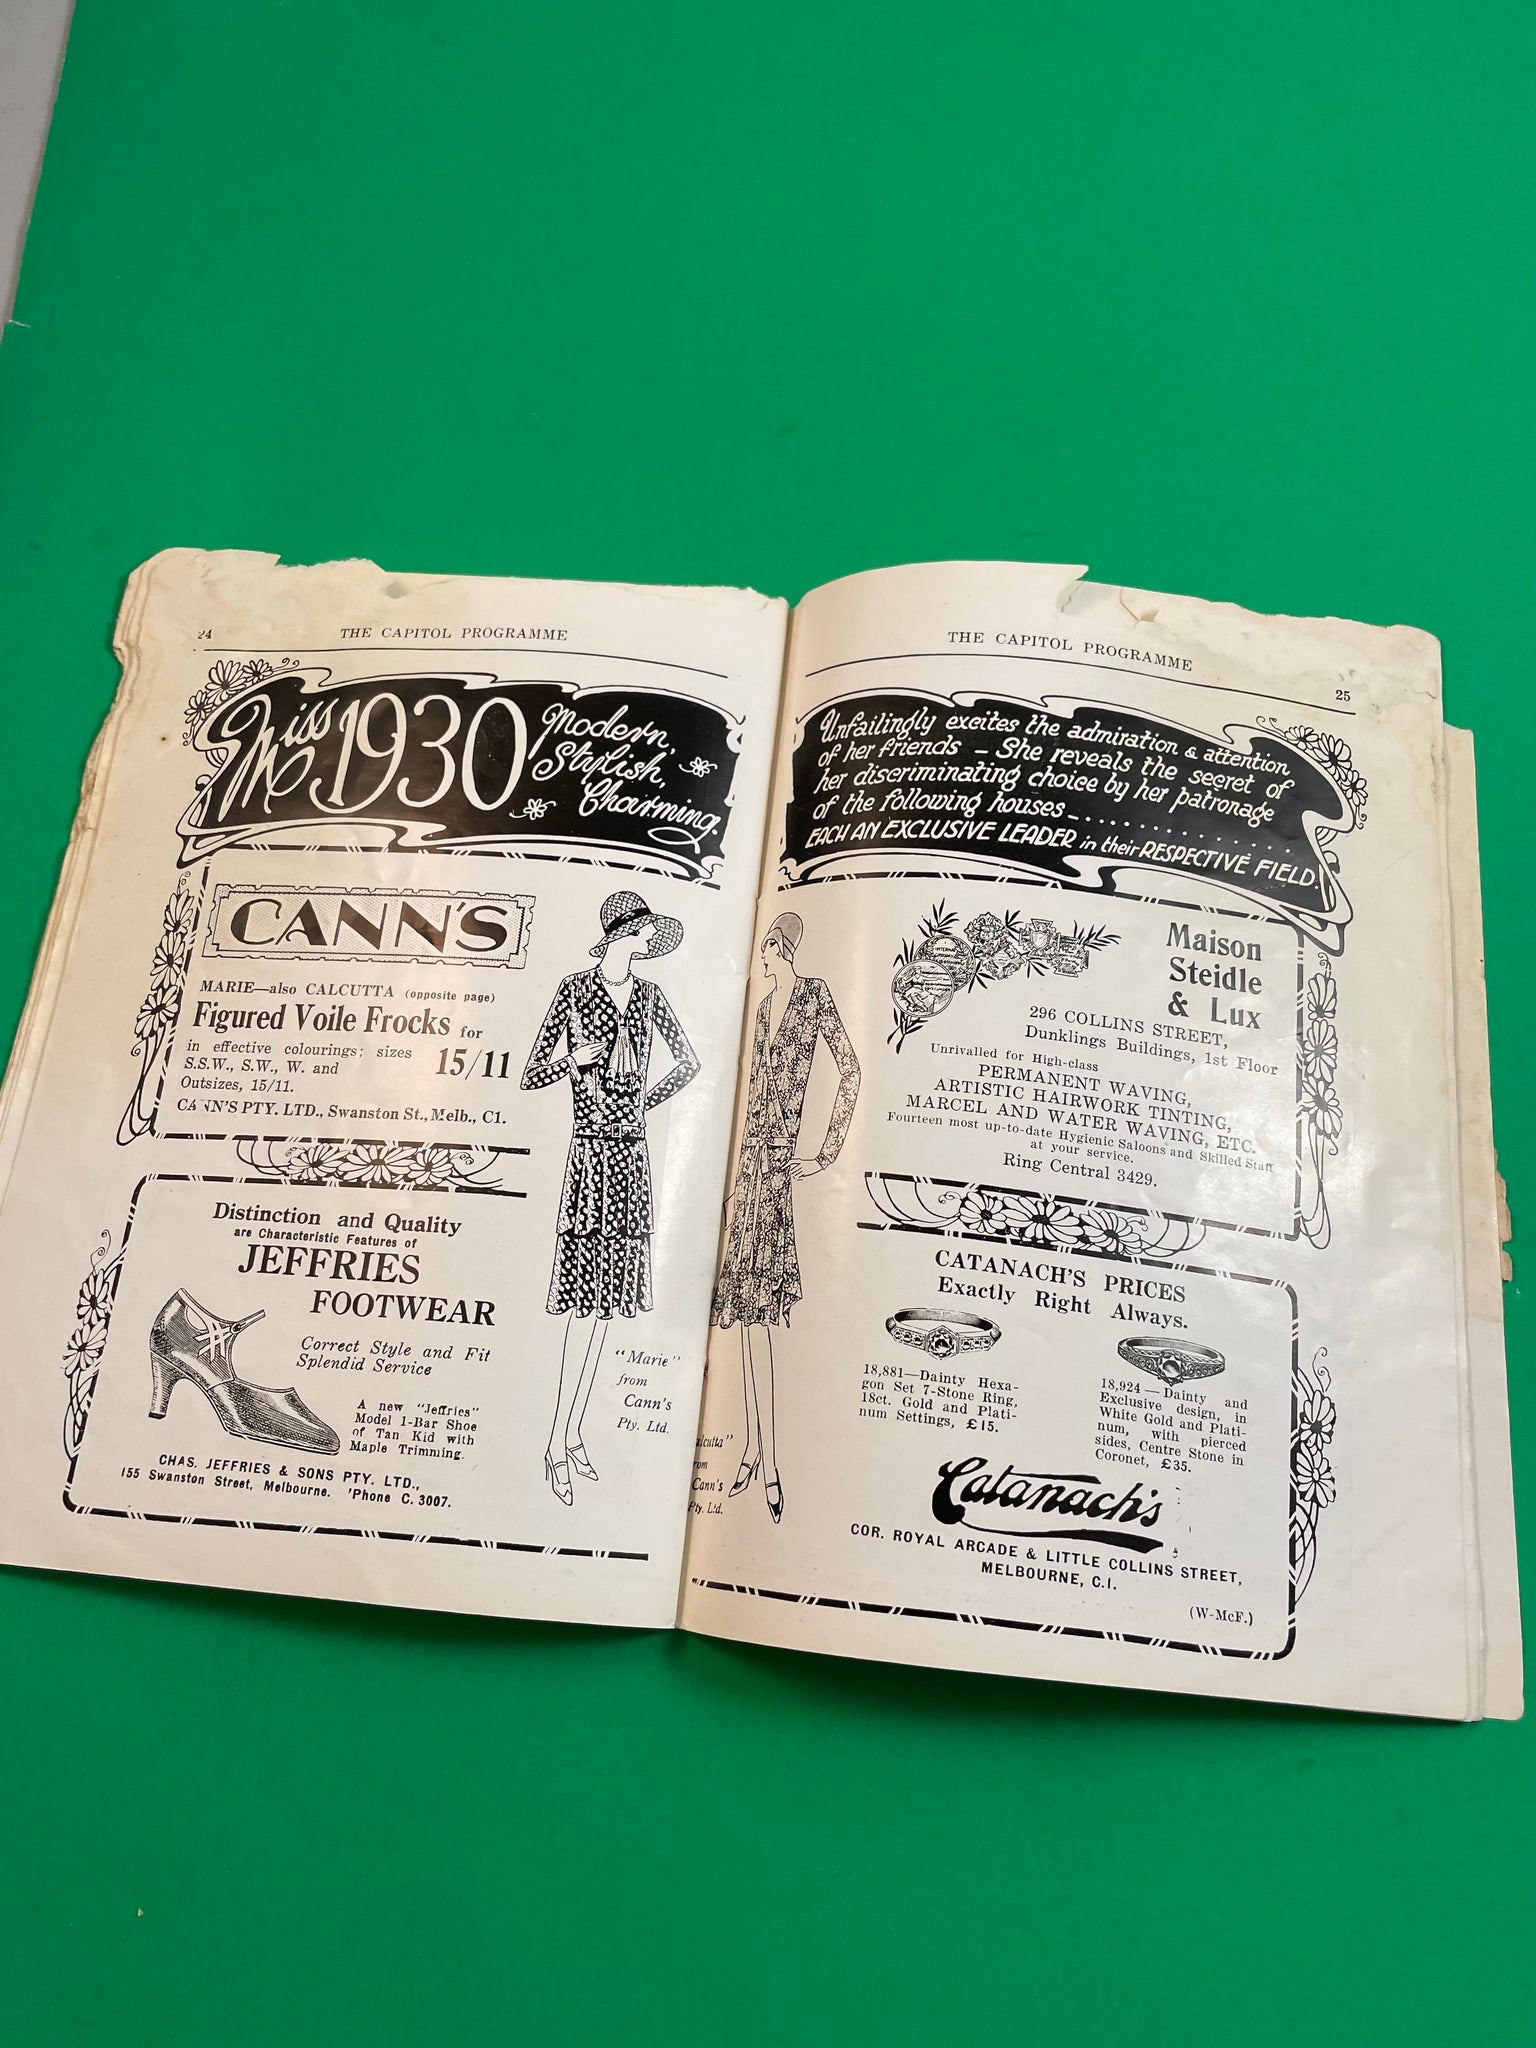 24
THE CAPITOL PROGRAMME
Miss 1930
Modern,
Stylish,
Charming.
CANN'S
MARIE—also CALCUTTA (opposite page)
Figured Voile Frocks for
in effective colourings; sizes
S.S.W., S.W., W. and
Outsizes, 15/11.
15/11
CANN'S PTY. LTD., Swanston St., Melb., C1.
Distinction and Quality
are Characteristic Features of
JEFFRIES
FOOTWEAR
Correct Style and Fit
Splendid Service
A new "Jeffries"
Model 1-Bar Shoe
of Tan Kid with
Maple Trimming.
CHAS. JEFFRIES & SONS PTY. LTD.,
155 Swanston Street, Melbourne. 'Phone C. 3007.
"Marie"
from
Cann's
Pty. Ltd.
THE CAPITOL PROGRAMME
25
Unfailingly excites the admiration & attention
of her friends — She reveals the secret of
her discriminating choice by her patronage
of the following houses
EACH AN EXCLUSIVE LEADER in their RESPECTIVE FIELD.
Maison
Steidle
& Lux
296 COLLINS STREET,
Dunklings Buildings, 1st Floor
Unrivalled for High-class
PERMANENT WAVING,
ARTISTIC HAIRWORK TINTING,
MARCEL AND WATER WAVING, ETC.
Fourteen most up-to-date Hygienic Saloons and Skilled Staff
at your service.
Ring Central 3429.
CATANACH'S PRICES
Exactly Right Always.
18,881—Dainty Hexa-
gon Set 7-Stone Ring,
18ct. Gold and Plati-
num Settings, £15.
18,924 — Dainty and
Exclusive design, in
White Gold and Plati-
num, with pierced
sides, Centre Stone in
Coronet, £35.
alcutta"
rom
Cann's
Pty. Ltd.
Catanach's
COR. ROYAL ARCADE & LITTLE COLLINS STREET,
MELBOURNE, C.1.
(W-McF.)